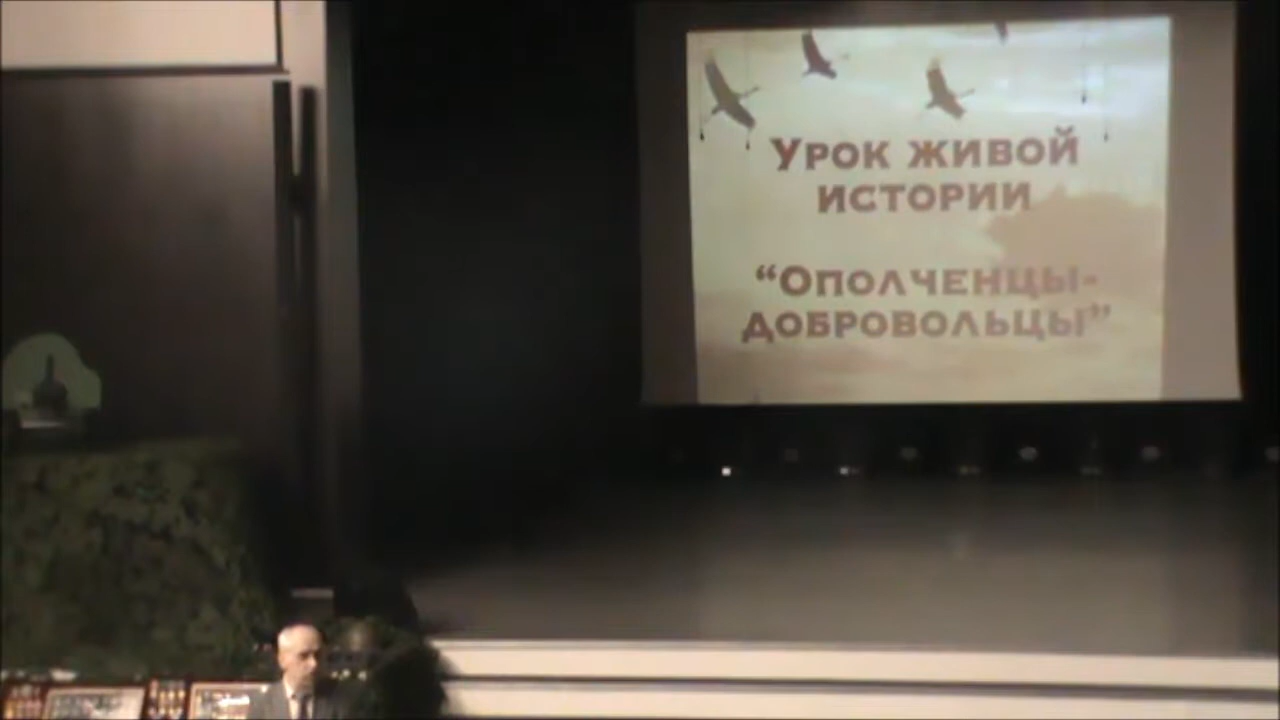 Урок живой
истории
“Ополченцы-
добровольцы”